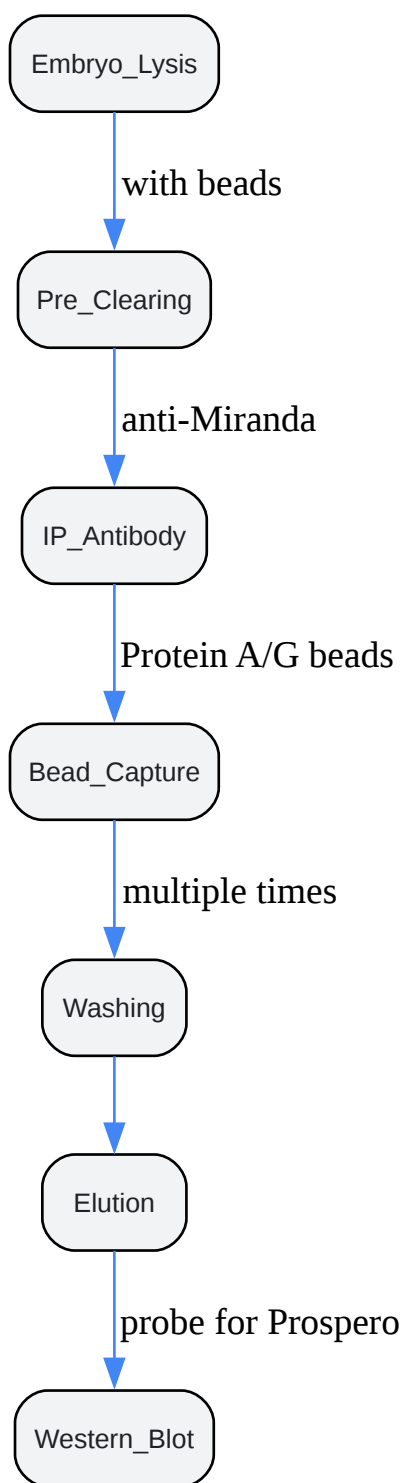 Embryo_Lysis
with beads
Pre_Clearing
anti-Miranda
IP_Antibody
Protein A/G beads
Bead_Capture
multiple times
Washing
Elution
probe for Prospero
Western_Blot